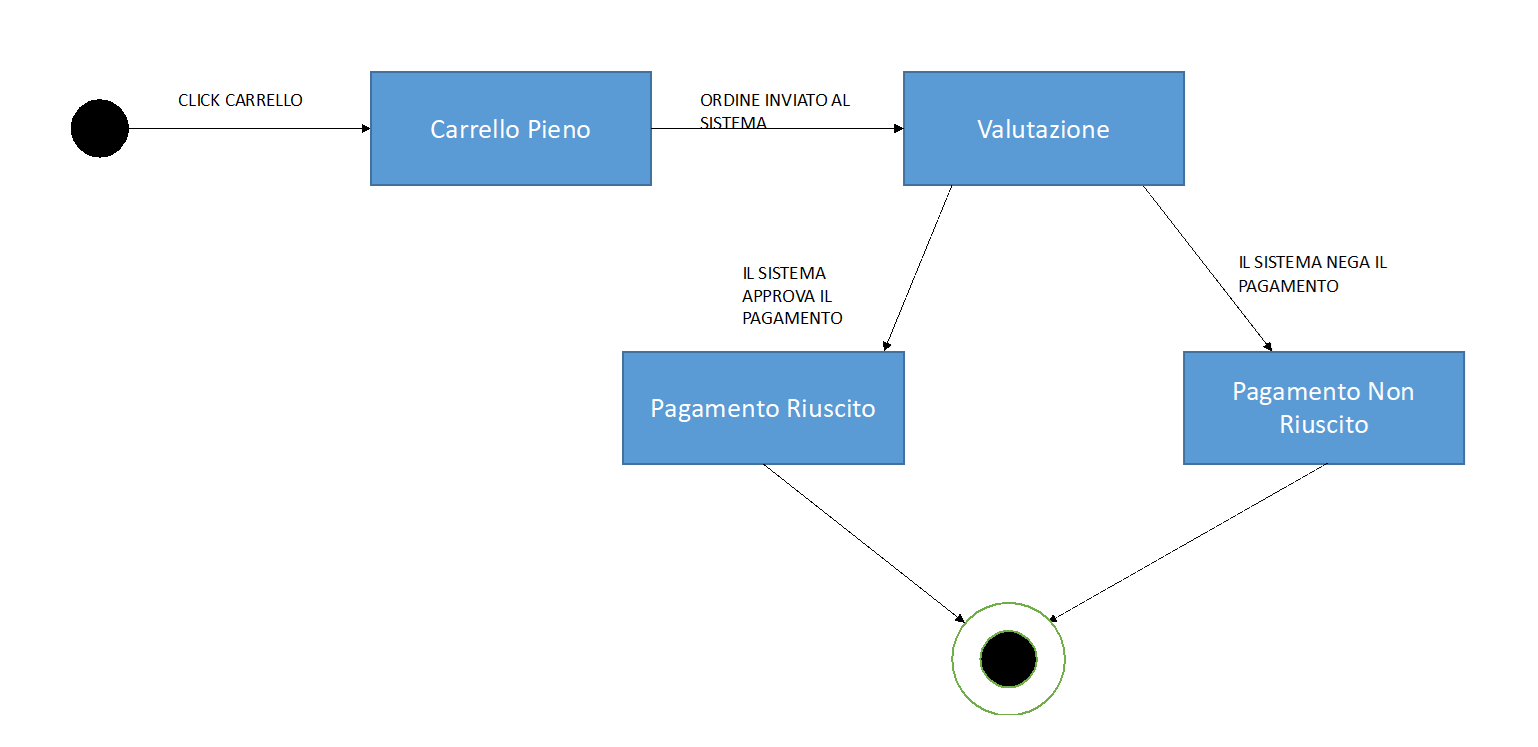 CLICK CARRELLO
Carrello Pieno
ORDINE INVIATO AL
SISTEMA
Valutazione
IL SISTEMA
APPROVA IL
PAGAMENTO
IL SISTEMA NEGA IL
PAGAMENTO
Pagamento Riuscito
Pagamento Non
Riuscito